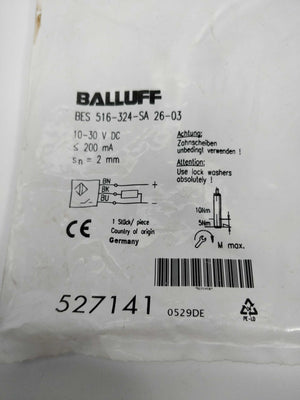 BALLUFF
BES 516-324-SA 26-03
10-30 V DC
≤ 200 mA
sn = 2 mm
Achtung:
Zahnscheiben
unbedingt verwenden !
Attention:
Use lock washers
absolutely !
BN
BK
BU
+
−
10Nm
5Nm
M max.
CE
1 Stück/ piece
Country of origin
Germany
527141
0529DE
PE-LD